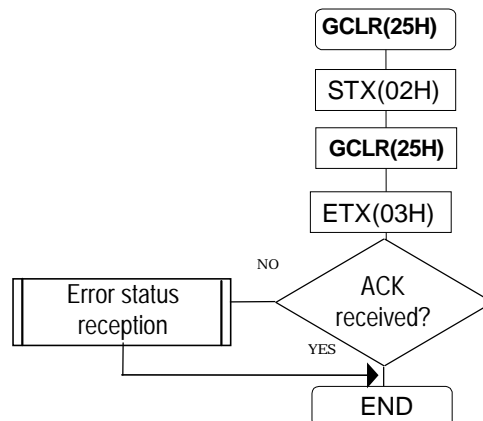 GCLR(25H)
STX(02H)
GCLR(25H)
ETX(03H)
NO
Error status
reception
ACK
received?
YES
END